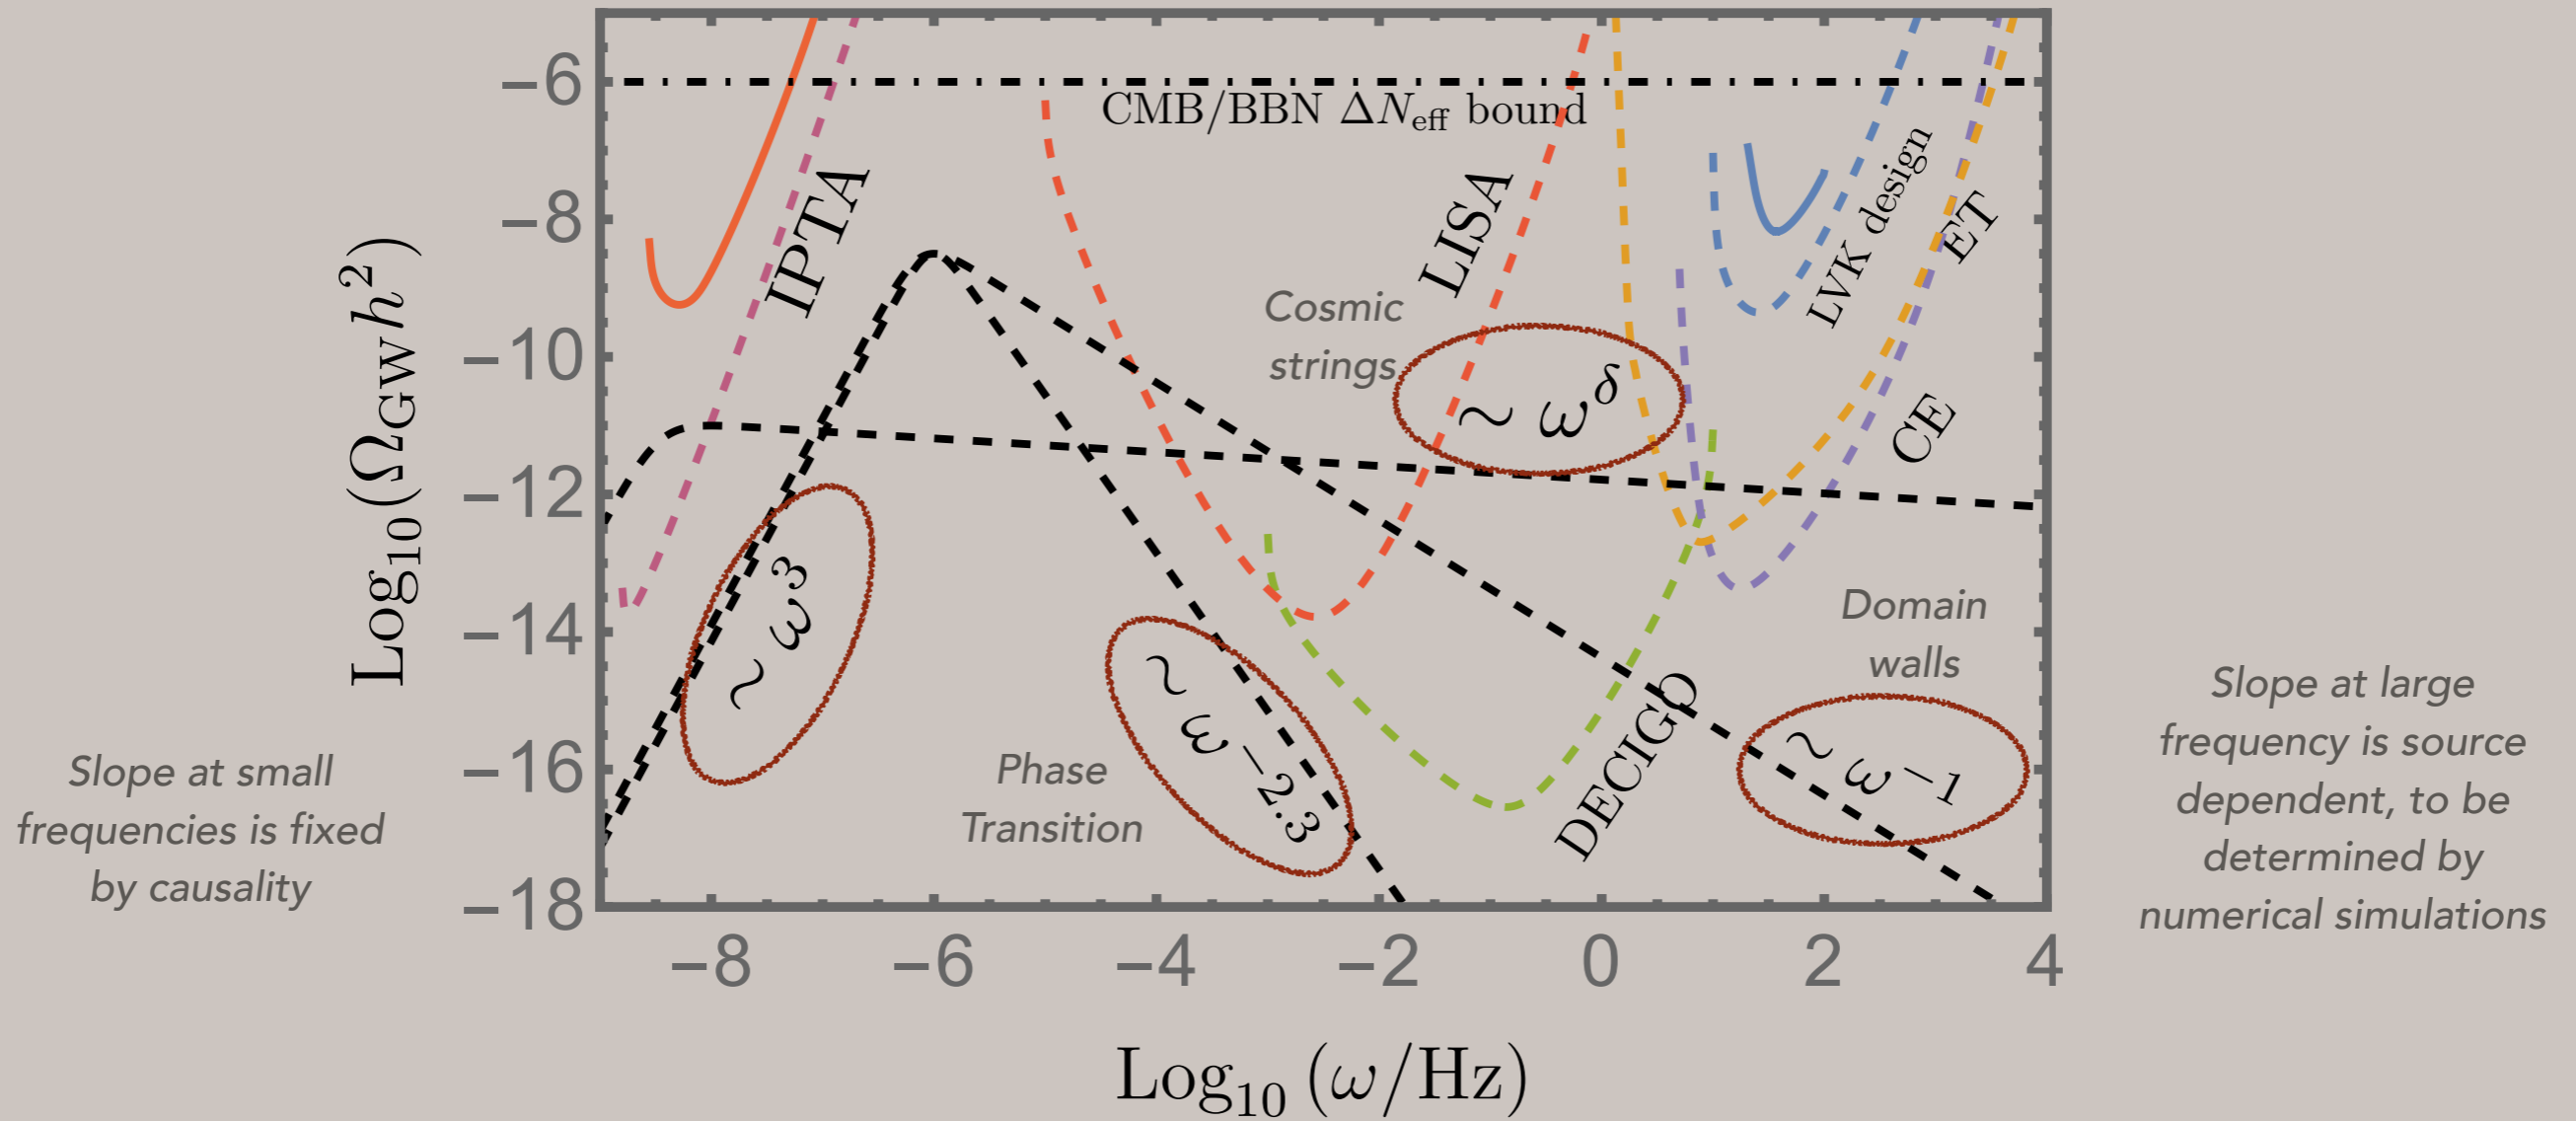 −6
−8
−10
−12
−14
−16
−18
Log₁₀(Ω_GW h²)
−8
−6
−4
−2
0
2
4
Log₁₀ (ω/Hz)
CMB/BBN ΔN_eff bound
IPTA
LISA
LVK design
ET
CE
DECIGO
Cosmic
strings
∼ ω^δ
∼ ω³
Phase
Transition
∼ ω^−2.3
Domain
walls
∼ ω^−1
Slope at small
frequencies is fixed
by causality
Slope at large
frequency is source
dependent, to be
determined by
numerical simulations